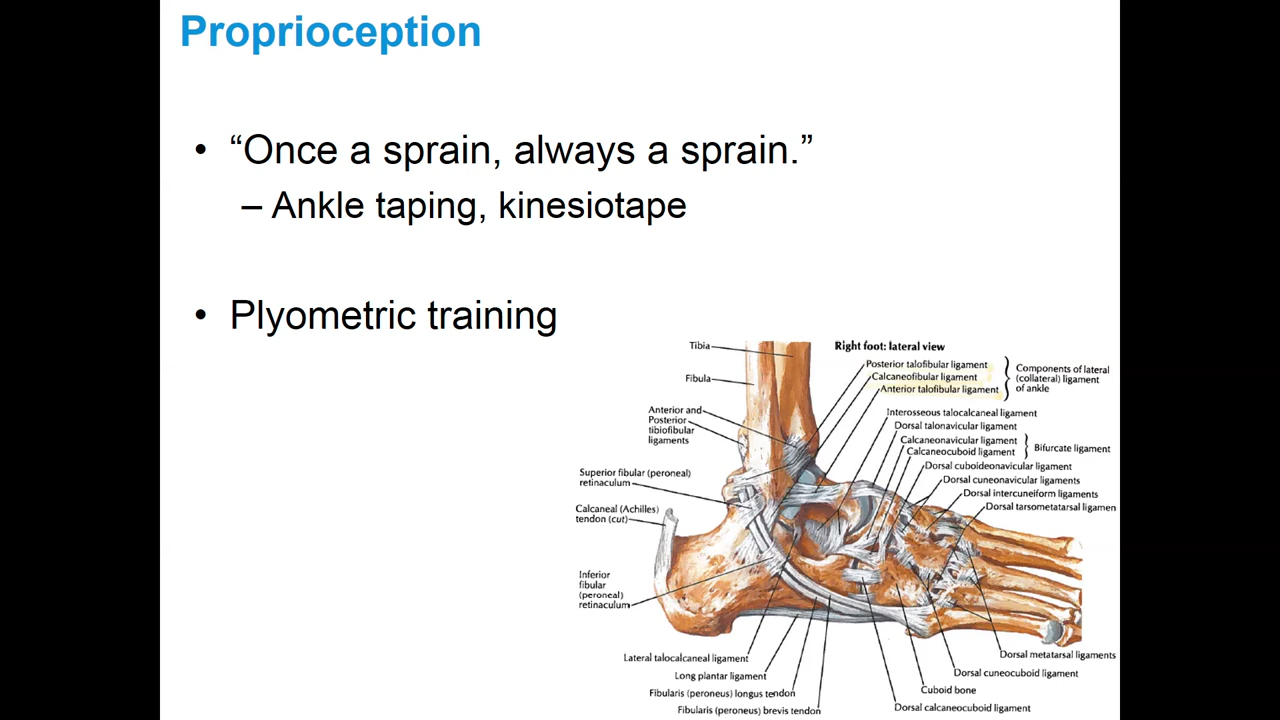 Proprioception
• “Once a sprain, always a sprain.”
– Ankle taping, kinesiotape
• Plyometric training
Right foot: lateral view
Tibia
Fibula
Anterior and
Posterior
tibiofibular
ligaments
Superior fibular (peroneal)
retinaculum
Calcaneal (Achilles)
tendon (cut)
Inferior
fibular
(peroneal)
retinaculum
Posterior talofibular ligament
Calcaneofibular ligament
Anterior talofibular ligament
Components of lateral
(collateral) ligament
of ankle
Interosseous talocalcaneal ligament
Dorsal talonavicular ligament
Calcaneonavicular ligament
Calcaneocuboid ligament
Bifurcate ligament
Dorsal cuboideonavicular ligament
Dorsal cuneonavicular ligaments
Dorsal intercuneiform ligaments
Dorsal tarsometatarsal ligamen
Lateral talocalcaneal ligament
Long plantar ligament
Fibularis (peroneus) longus tendon
Fibularis (peroneus) brevis tendon
Dorsal metatarsal ligaments
Dorsal cuneocuboid ligament
Cuboid bone
Dorsal calcaneocuboid ligament